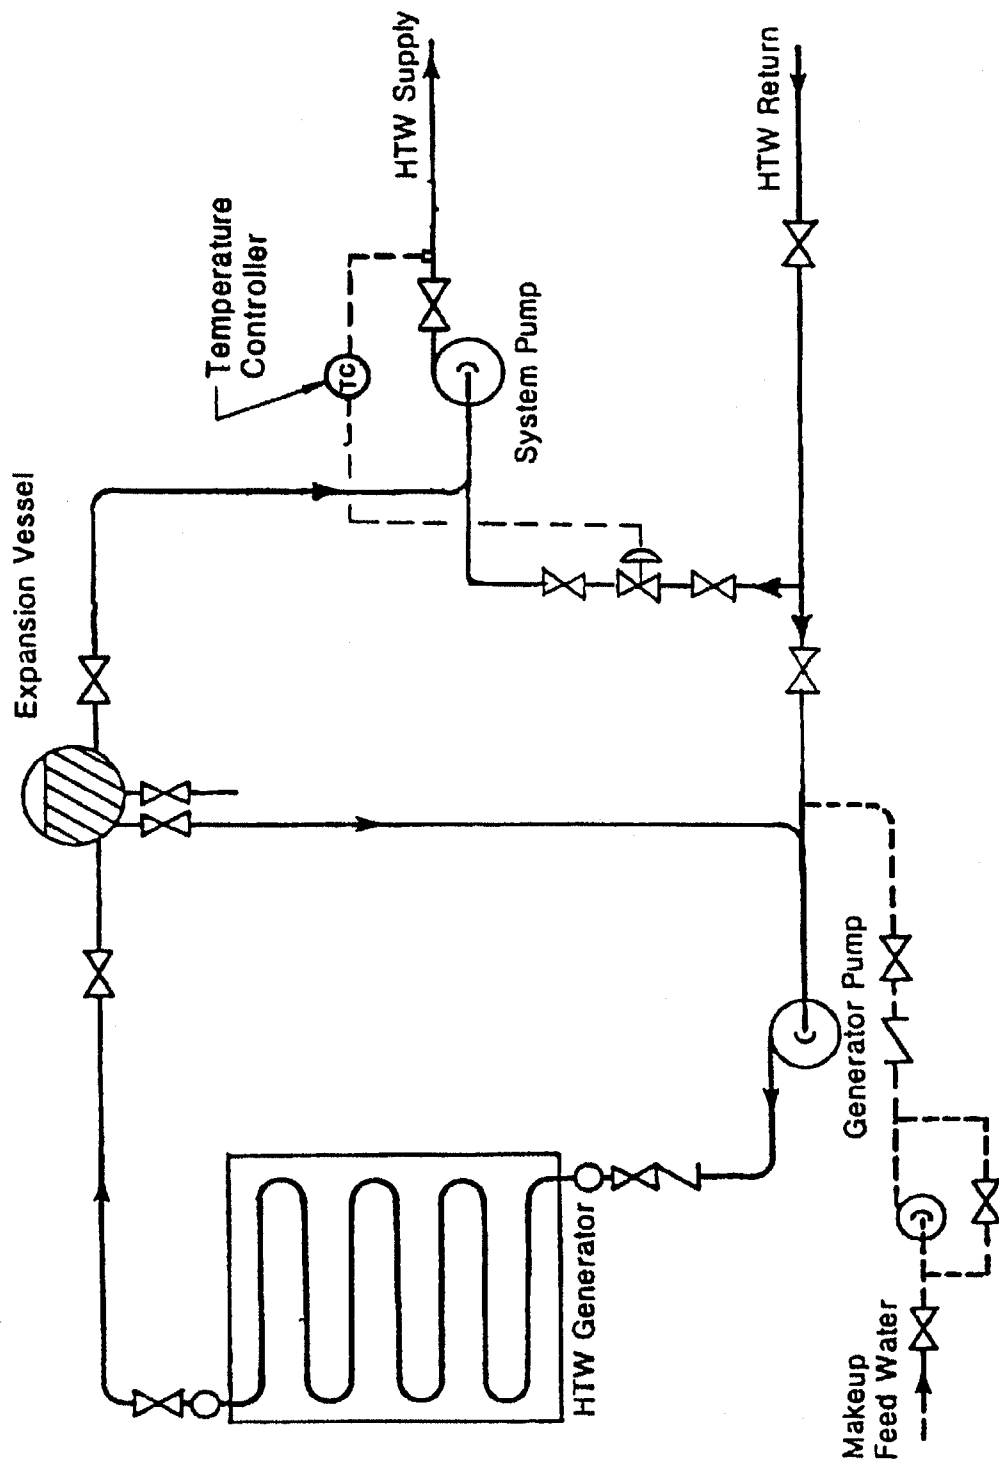 Expansion Vessel
Temperature
Controller
TC
HTW Supply
System Pump
HTW Return
HTW Generator
Generator Pump
Makeup
Feed Water